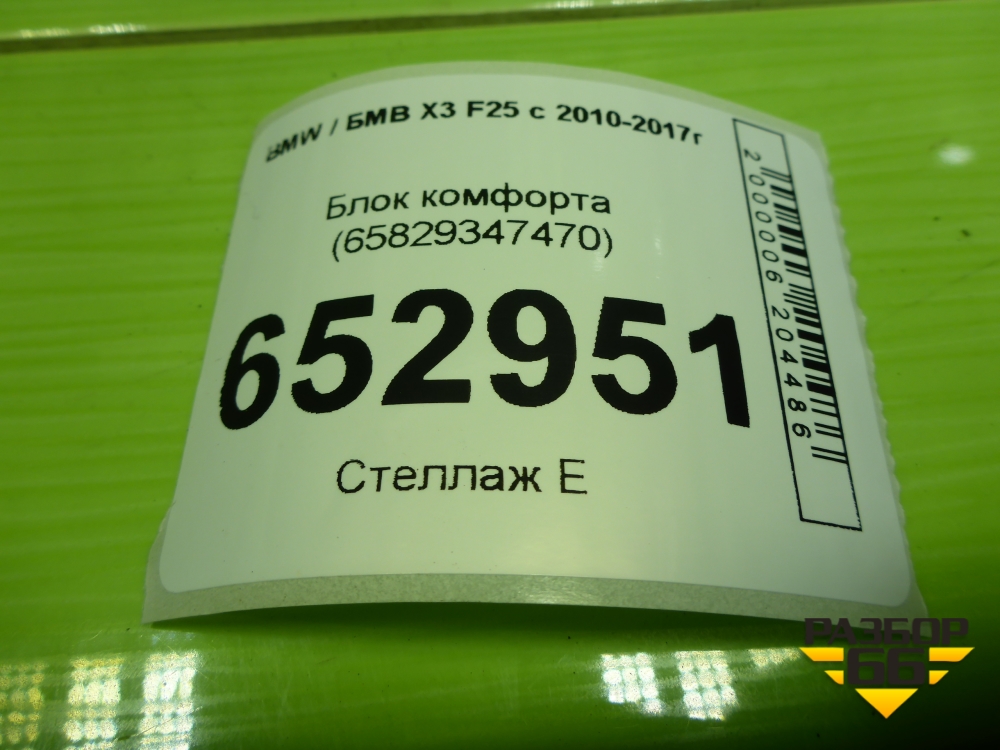 BMW / БМВ X3 F25 с 2010-2017г
Блок комфорта
(65829347470)
652951
Стеллаж Е
2000006204486
РАЗБОР
66